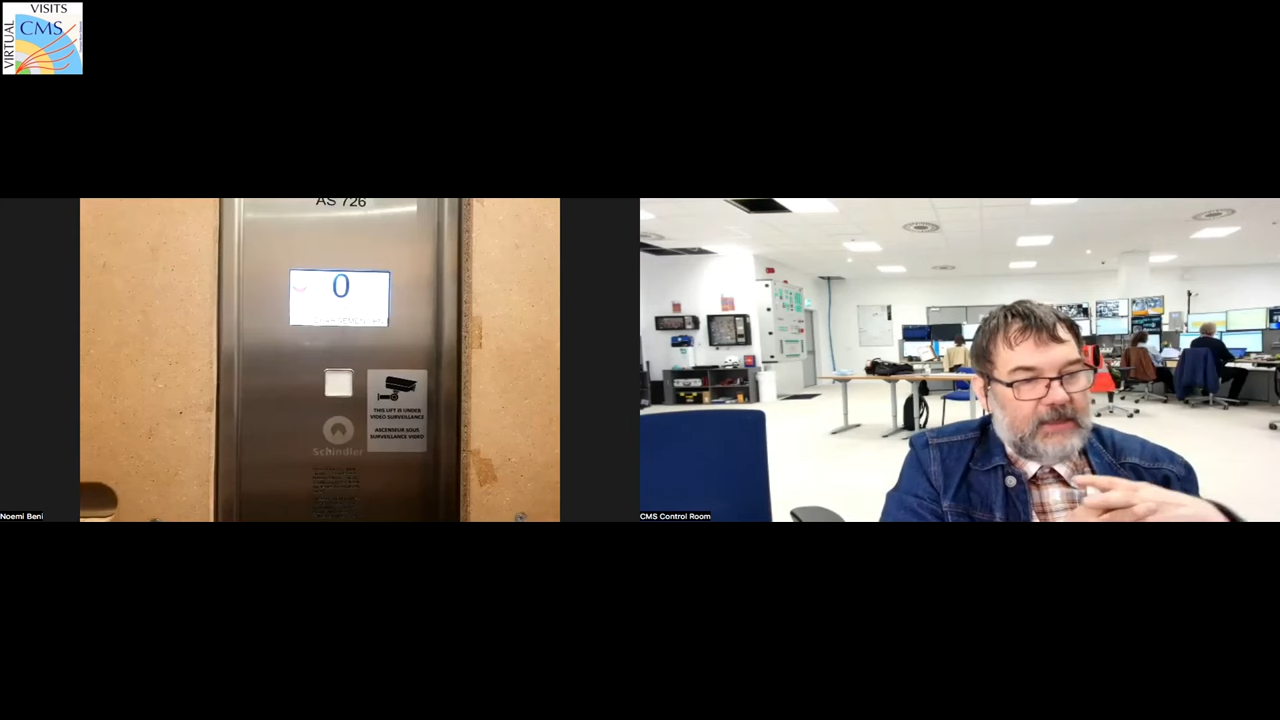 VISITS
CMS
VIRTUAL
AS 726
0
THIS LIFT IS UNDER
VIDEO SURVEILLANCE
ASCENSEUR SOUS
SURVEILLANCE VIDEO
Schindler
Noemi Beni
CMS Control Room